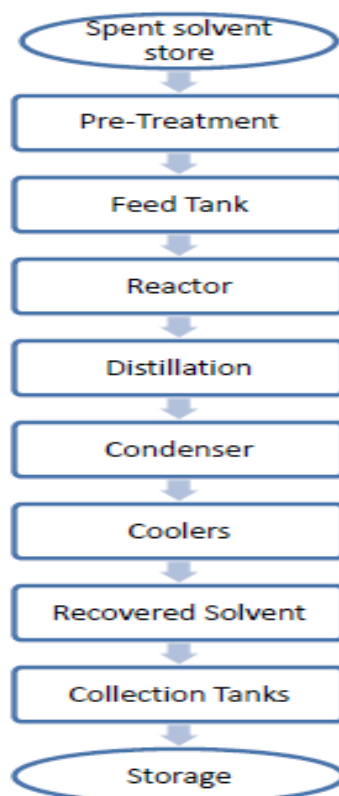 Spent solvent
store
Pre-Treatment
Feed Tank
Reactor
Distillation
Condenser
Coolers
Recovered Solvent
Collection Tanks
Storage